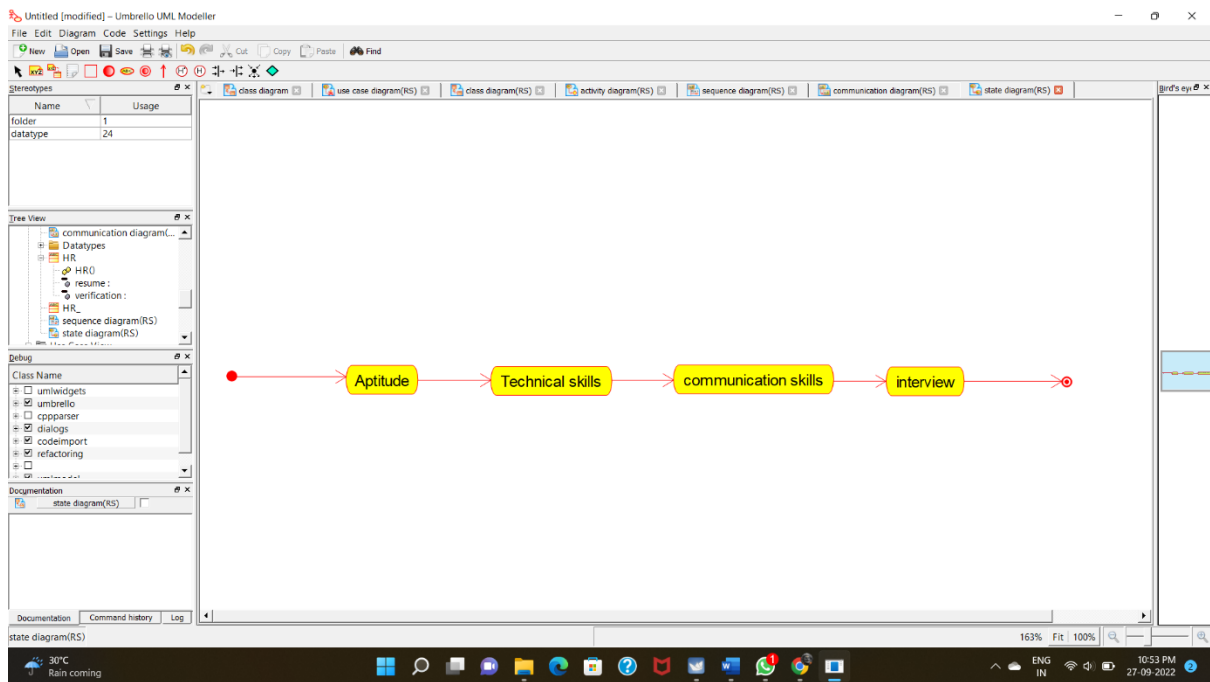 Untitled [modified] – Umbrello UML Modeller
File Edit Diagram Code Settings Help
New Open Save Cut Copy Paste Find
Stereotypes
Name Usage
folder 1
datatype 24
class diagram use case diagram(RS) class diagram(RS) activity diagram(RS) sequence diagram(RS) communication diagram(RS) state diagram(RS)
Bird's eye
Tree View
communication diagram(...
Datatypes
HR
HR()
resume :
verification :
HR_
sequence diagram(RS)
state diagram(RS)
Debug
Class Name
umlwidgets
umbrello
cppparser
dialogs
codeimport
refactoring
Aptitude
Technical skills
communication skills
interview
Documentation
state diagram(RS)
Documentation Command history Log
state diagram(RS)
163% Fit 100%
30°C
Rain coming
ENG
IN
10:53 PM
27-09-2022
2